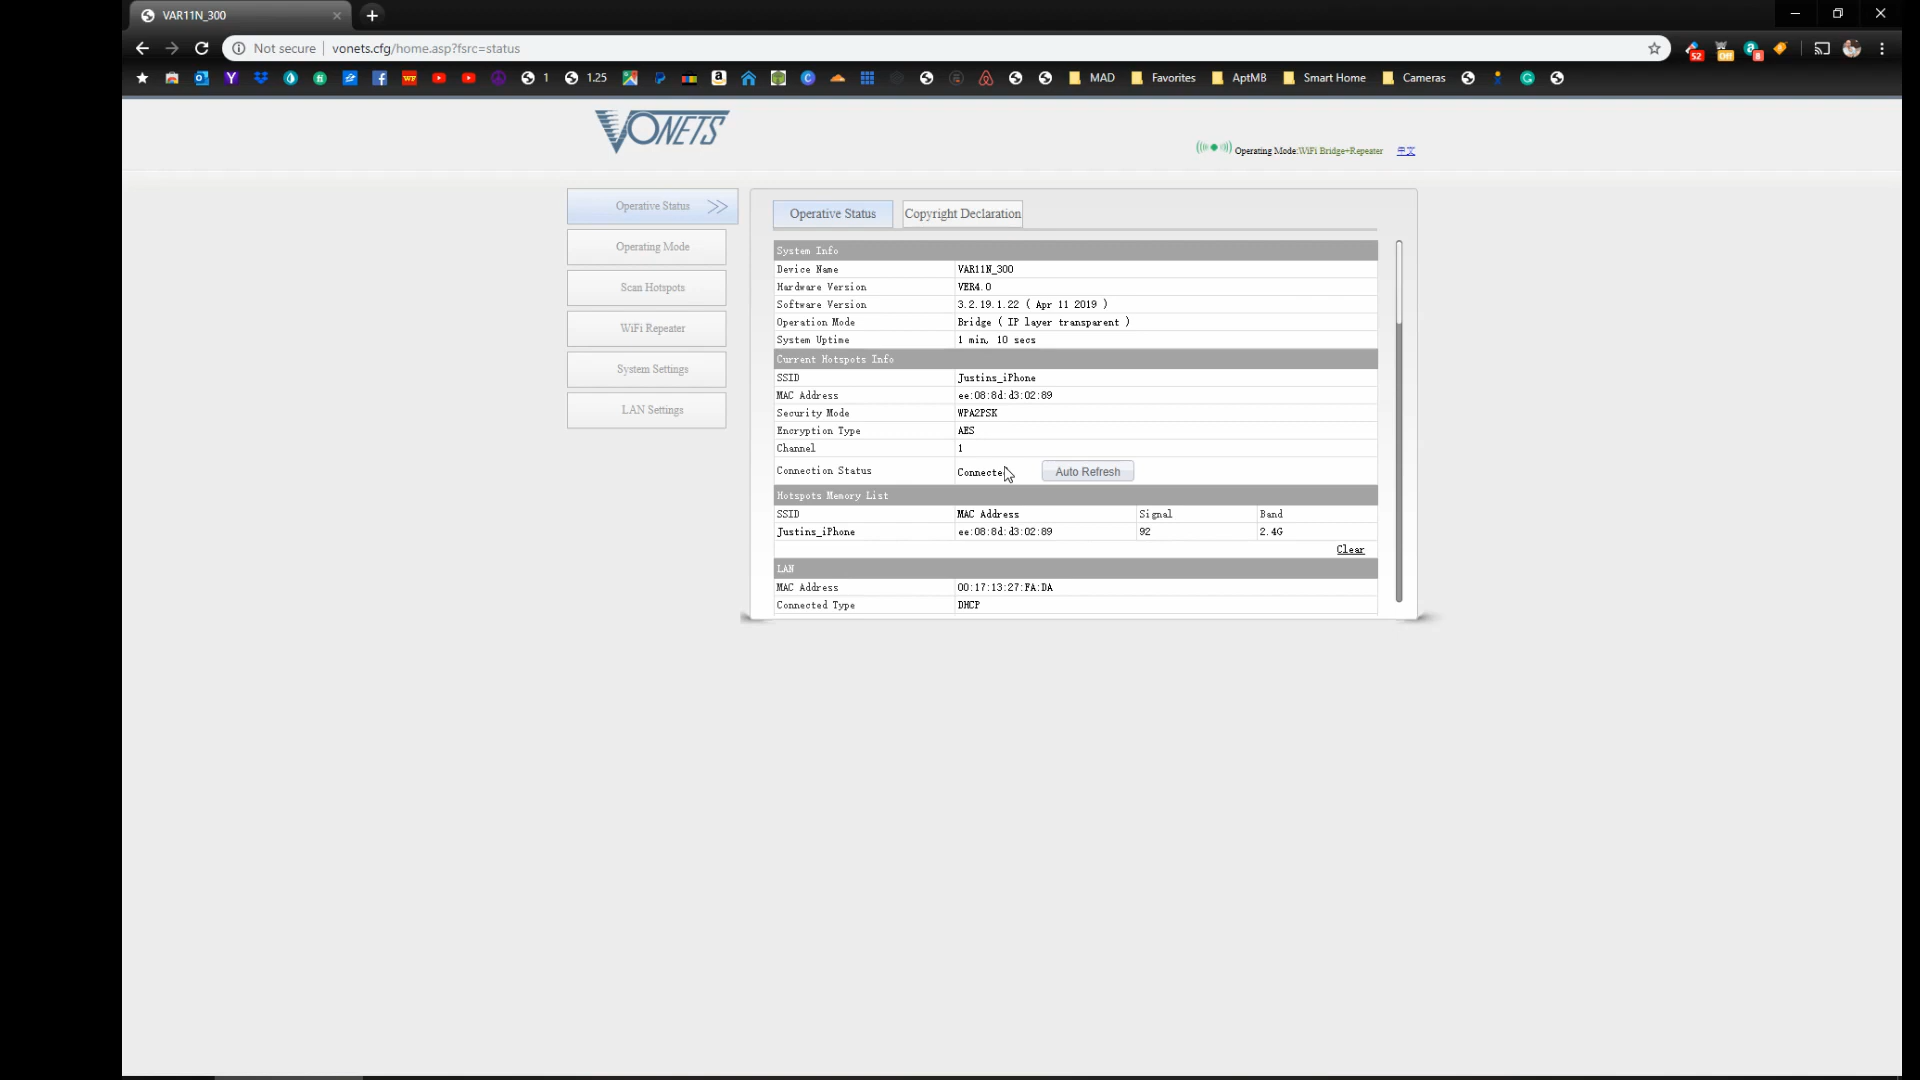 VAR11N_300
Not secure | vonets.cfg/home.asp?fsrc=status
52 Off 8
1 1.25 MAD Favorites AptMB Smart Home Cameras
VONETS
Operating Mode:WiFi Bridge+Repeater 中文
Operative Status
Operating Mode
Scan Hotspots
WiFi Repeater
System Settings
LAN Settings
Operative Status Copyright Declaration
System Info
Device Name VAR11N_300
Hardware Version VER4.0
Software Version 3.2.19.1.22 ( Apr 11 2019 )
Operation Mode Bridge ( IP layer transparent )
System Uptime 1 min, 10 secs
Current Hotspots Info
SSID Justins_iPhone
MAC Address ee:08:8d:d3:02:89
Security Mode WPA2PSK
Encryption Type AES
Channel 1
Connection Status Connected Auto Refresh
Hotspots Memory List
SSID MAC Address Signal Band
Justins_iPhone ee:08:8d:d3:02:89 92 2.4G
Clear
LAN
MAC Address 00:17:13:27:FA:DA
Connected Type DHCP